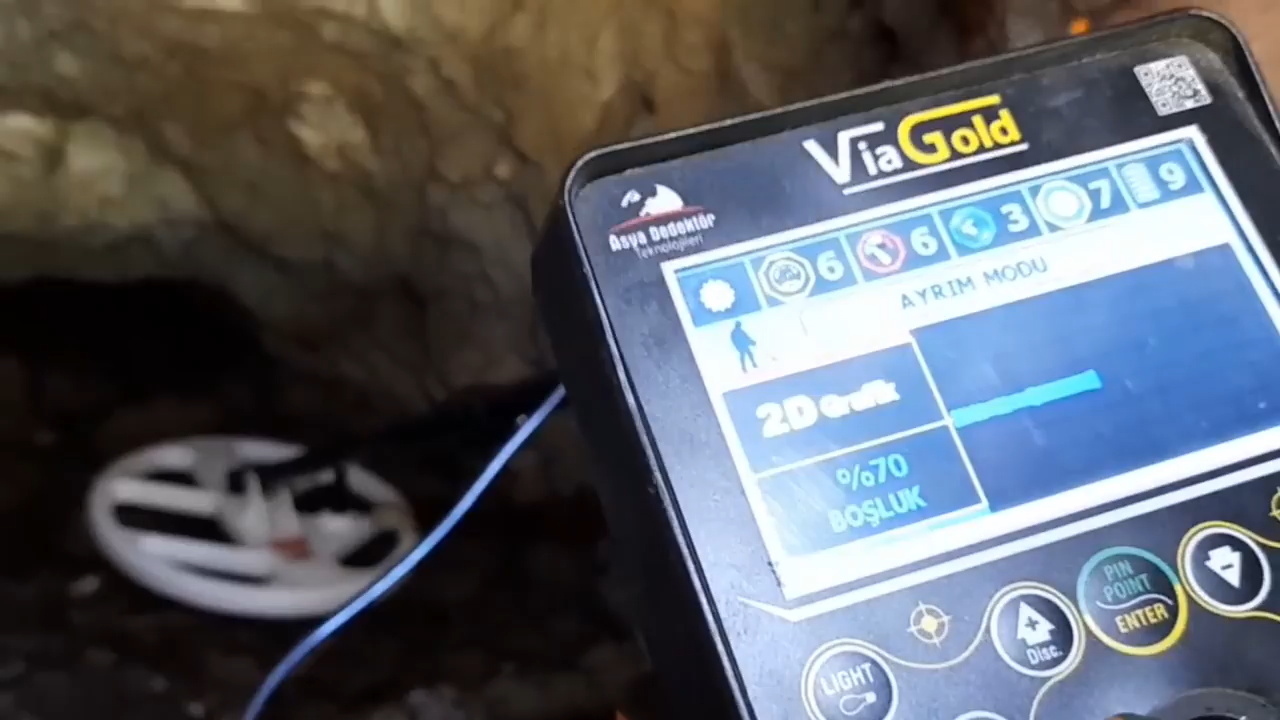 ViaGold
Asya Dedektör
Teknolojileri
6 6 3 7 9
AYRIM MODU
2D Grafik
%70
BOŞLUK
PIN
POINT
ENTER
Disc.
LIGHT